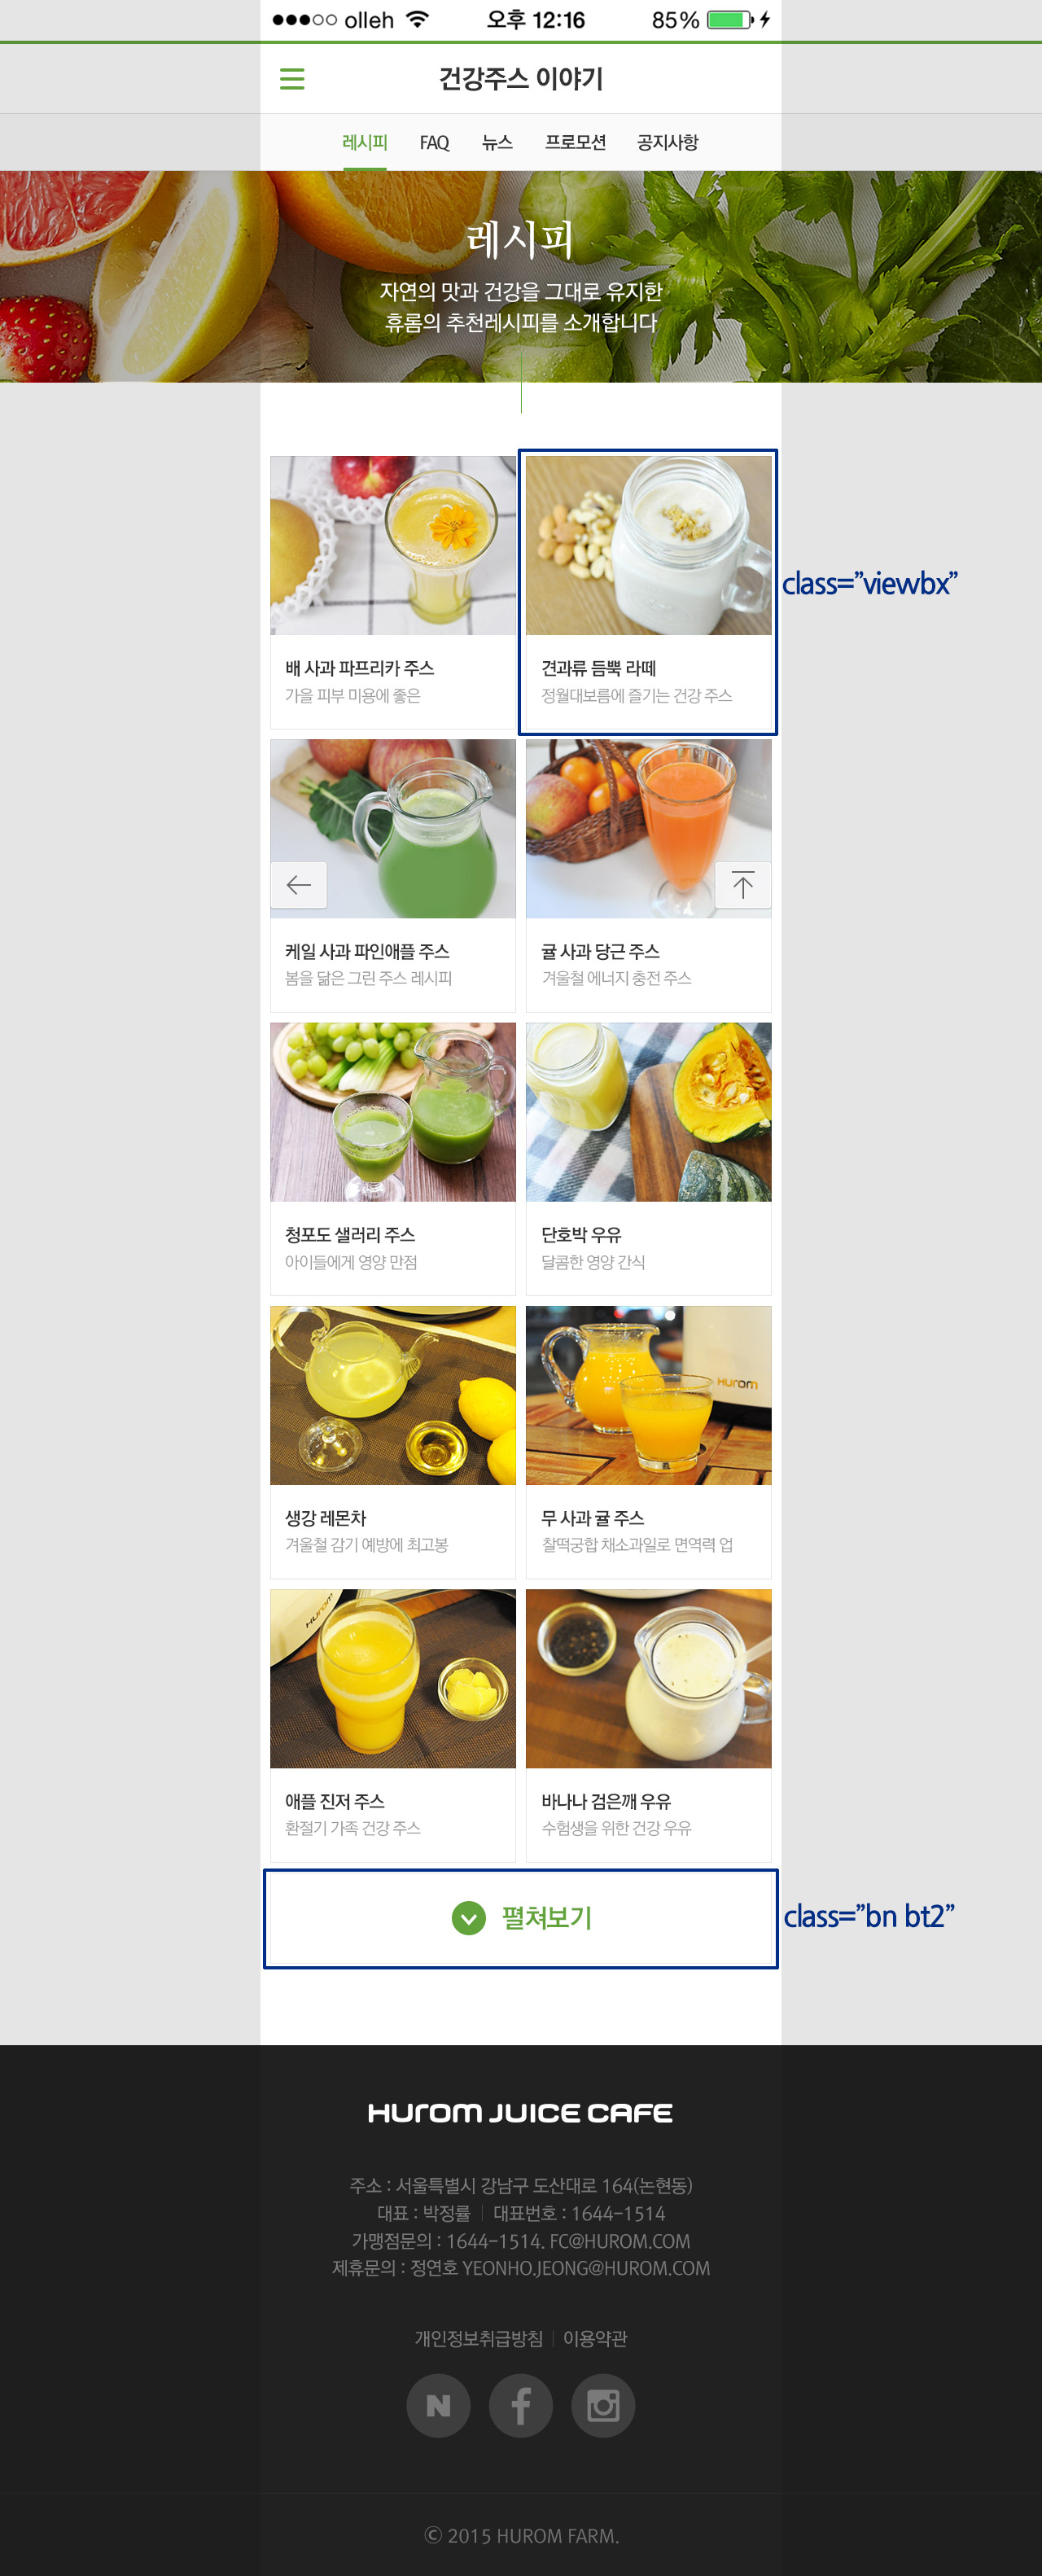 olleh 오후 12:16 85%
건강주스 이야기
레시피 FAQ 뉴스 프로모션 공지사항
레시피
자연의 맛과 건강을 그대로 유지한
휴롬의 추천레시피를 소개합니다
class=”viewbx”
배 사과 파프리카 주스
가을 피부 미용에 좋은
견과류 듬뿍 라떼
정월대보름에 즐기는 건강 주스
케일 사과 파인애플 주스
봄을 닮은 그린 주스 레시피
귤 사과 당근 주스
겨울철 에너지 충전 주스
청포도 샐러리 주스
아이들에게 영양 만점
단호박 우유
달콤한 영양 간식
Hurom
생강 레몬차
겨울철 감기 예방에 최고봉
무 사과 귤 주스
찰떡궁합 채소과일로 면역력 업
Hurom
애플 진저 주스
환절기 가족 건강 주스
바나나 검은깨 우유
수험생을 위한 건강 우유
펼쳐보기
class=”bn bt2”
Hurom JUICE CAFE
주소 : 서울특별시 강남구 도산대로 164(논현동)
대표 : 박정률 | 대표번호 : 1644-1514
가맹점문의 : 1644-1514. FC@HUROM.COM
제휴문의 : 정연호 YEONHO.JEONG@HUROM.COM
개인정보취급방침 | 이용약관
© 2015 HUROM FARM.